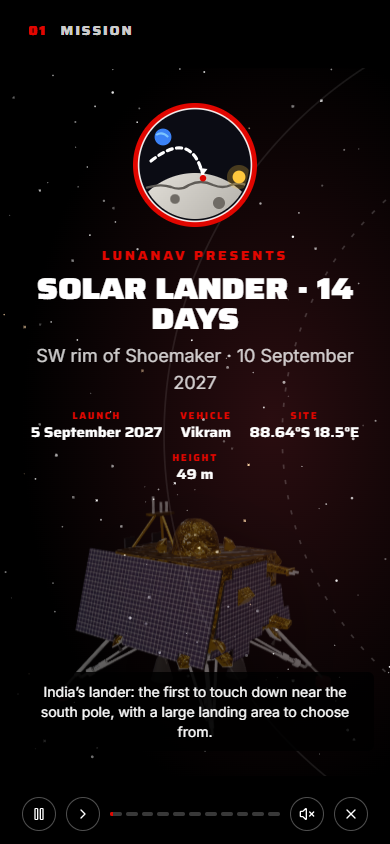 01 MISSION
LUNANAV PRESENTS
SOLAR LANDER · 14
DAYS
SW rim of Shoemaker · 10 September
2027
LAUNCH VEHICLE SITE
5 September 2027 Vikram 88.64°S 18.5°E
HEIGHT
49 m
India’s lander: the first to touch down near the
south pole, with a large landing area to choose
from.